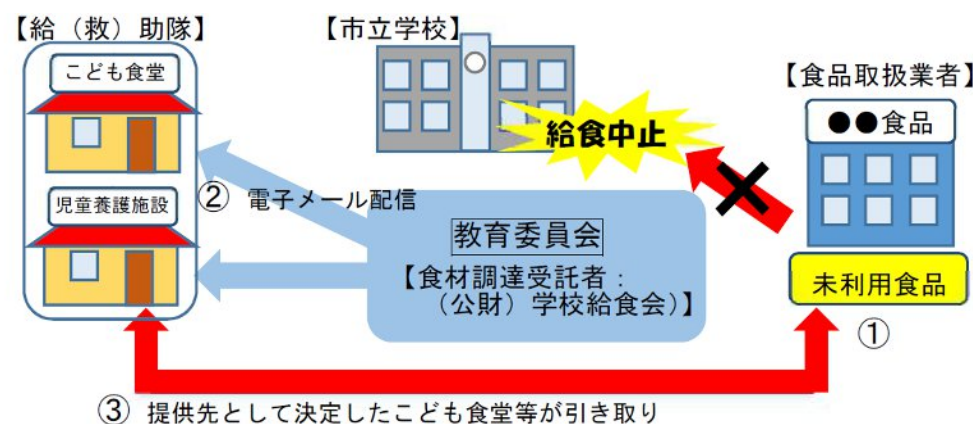 【給（救）助隊】
こども食堂
児童養護施設
【市立学校】
給食中止
【食品取扱業者】
●●食品
未利用食品
①
② 電子メール配信
教育委員会
【食材調達受託者：
（公財）学校給食会）】
③ 提供先として決定したこども食堂等が引き取り